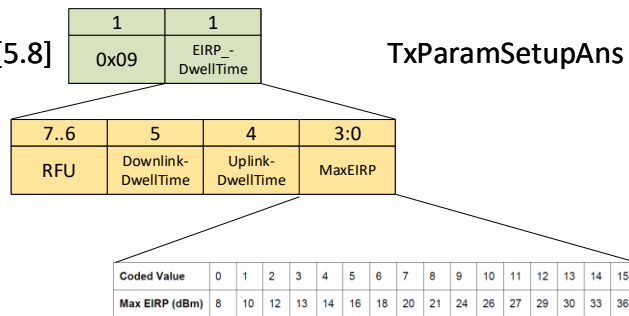 1 1
[5.8] 0x09 EIRP_-
DwellTime TxParamSetupAns
7..6 5 4 3:0
RFU Downlink-
DwellTime Uplink-
DwellTime MaxEIRP
Coded Value 0 1 2 3 4 5 6 7 8 9 10 11 12 13 14 15
Max EIRP (dBm) 8 10 12 13 14 16 18 20 21 24 26 27 29 30 33 36